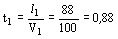 t₁ = l₁/V₁ = 88/100 = 0,88